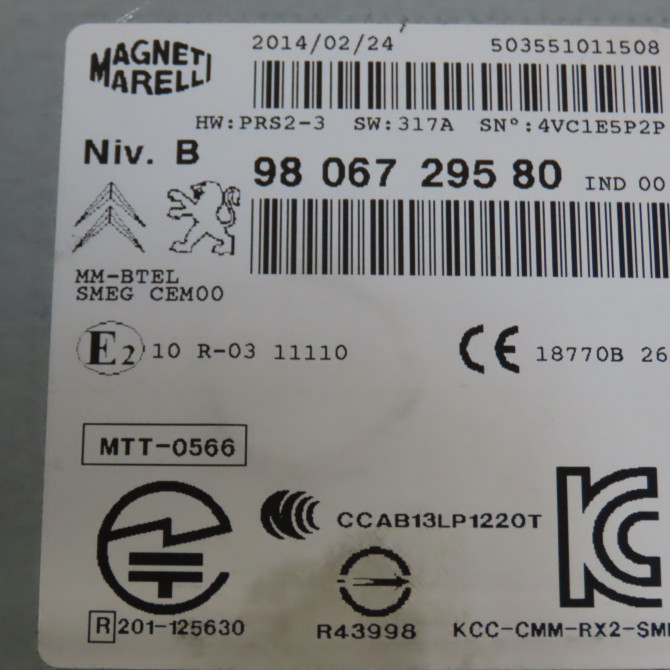 MAGNETI
MARELLI
2014/02/24 503551011508
HW:PRS2-3 SW:317A SN°:4VC1E5P2P
Niv. B
98 067 295 80 IND 00
MM-BTEL
SMEG CEM00
E2 10 R-03 11110
CE 18770B 26
MTT-0566
CCAB13LP1220T
R 201-125630
R43998
KCC-CMM-RX2-SM